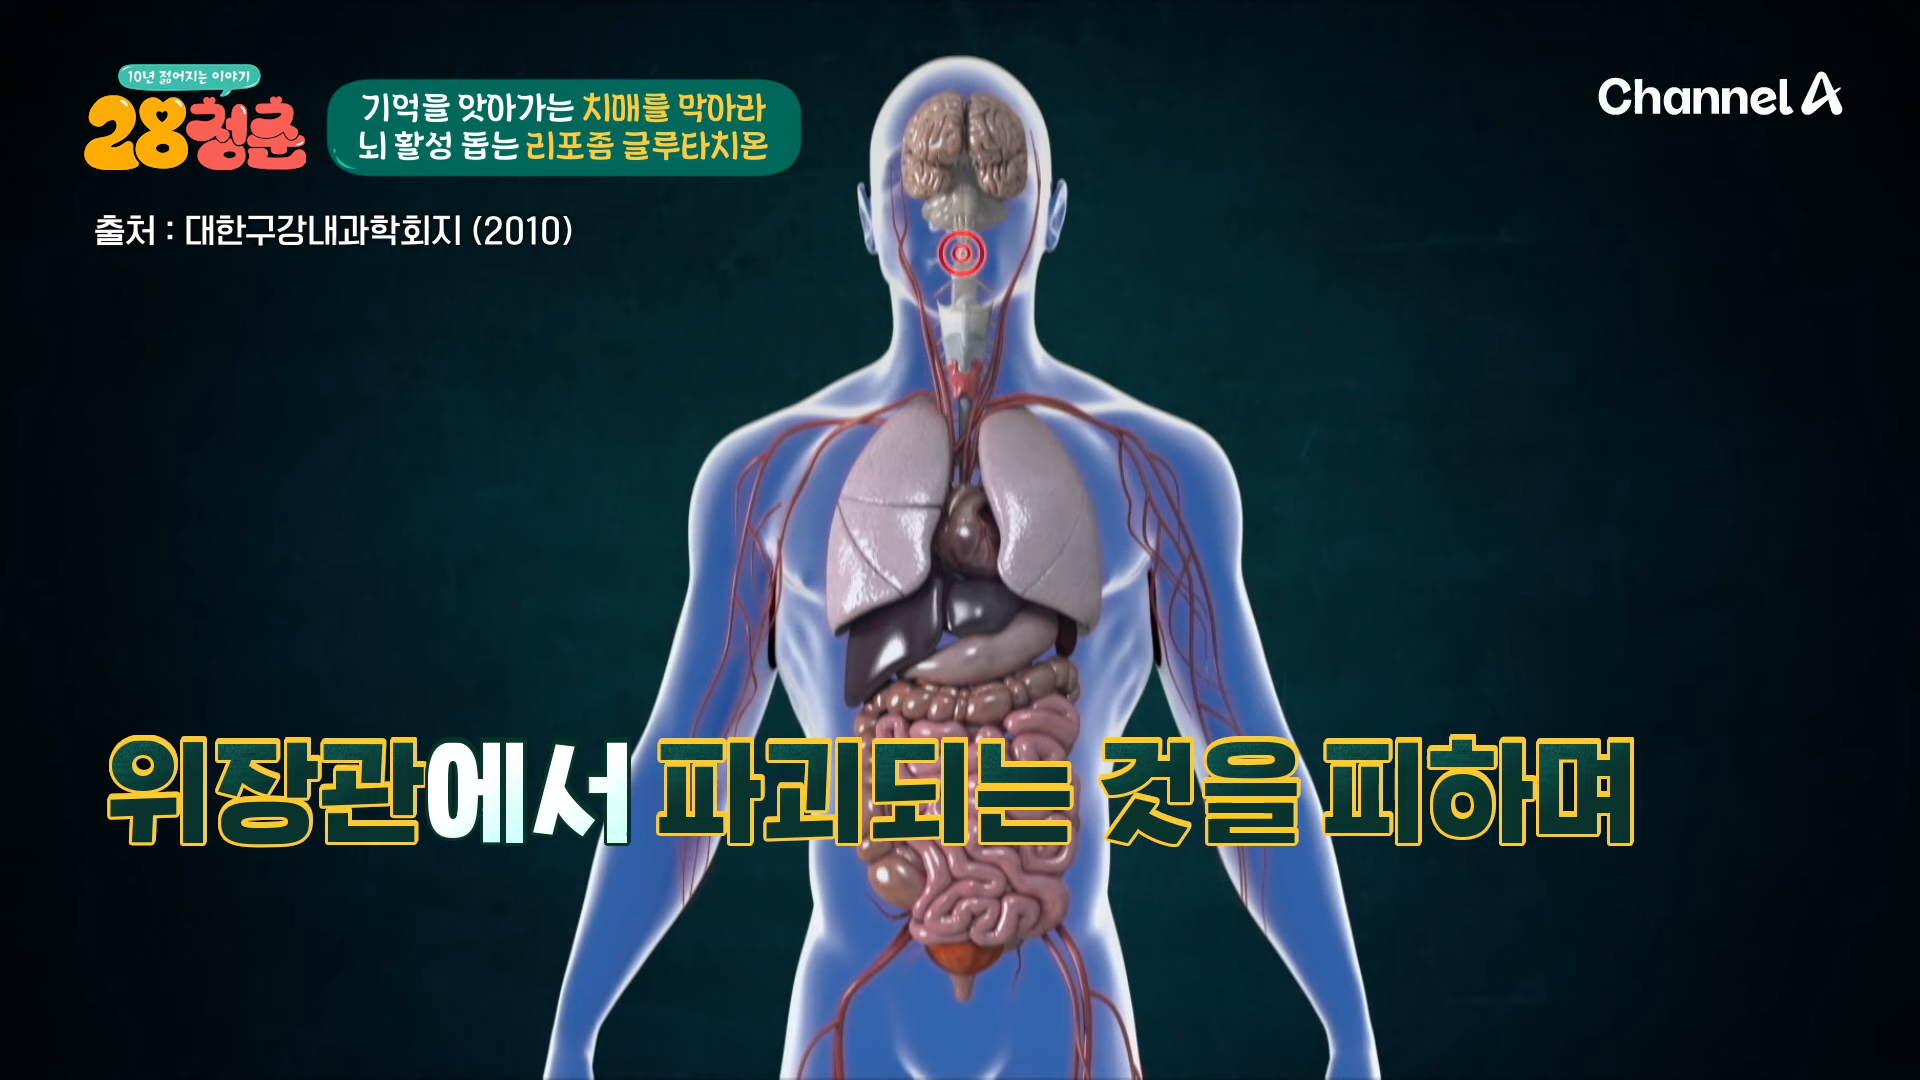 10년 젊어지는 이야기
28청춘
기억을 앗아가는 치매를 막아라
뇌 활성 돕는 리포좀 글루타치온
Channel A
출처 : 대한구강내과학회지 (2010)
위장관에서 파괴되는 것을 피하며